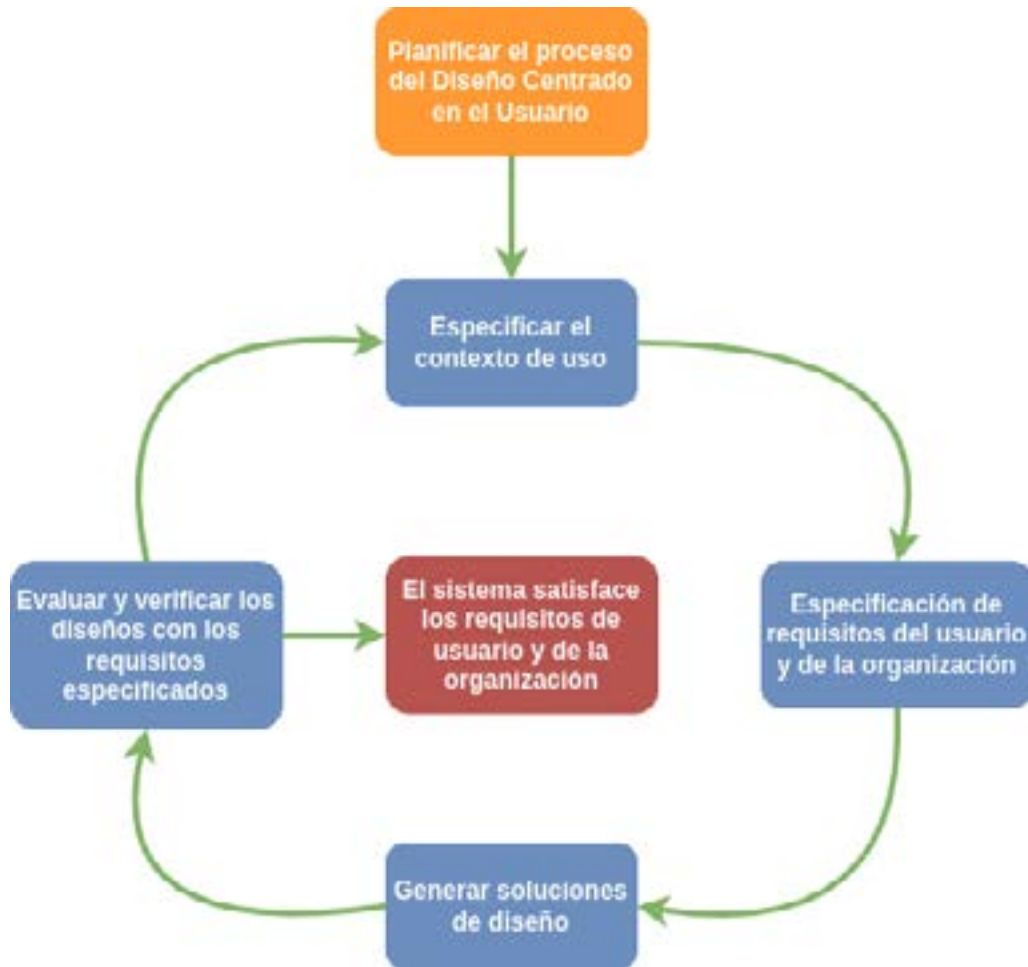 Planificar el proceso
del Diseño Centrado
en el Usuario
Especificar el
contexto de uso
Evaluar y verificar los
diseños con los
requisitos
especificados
El sistema satisface
los requisitos de
usuario y de la
organización
Especificación de
requisitos del usuario
y de la organización
Generar soluciones
de diseño